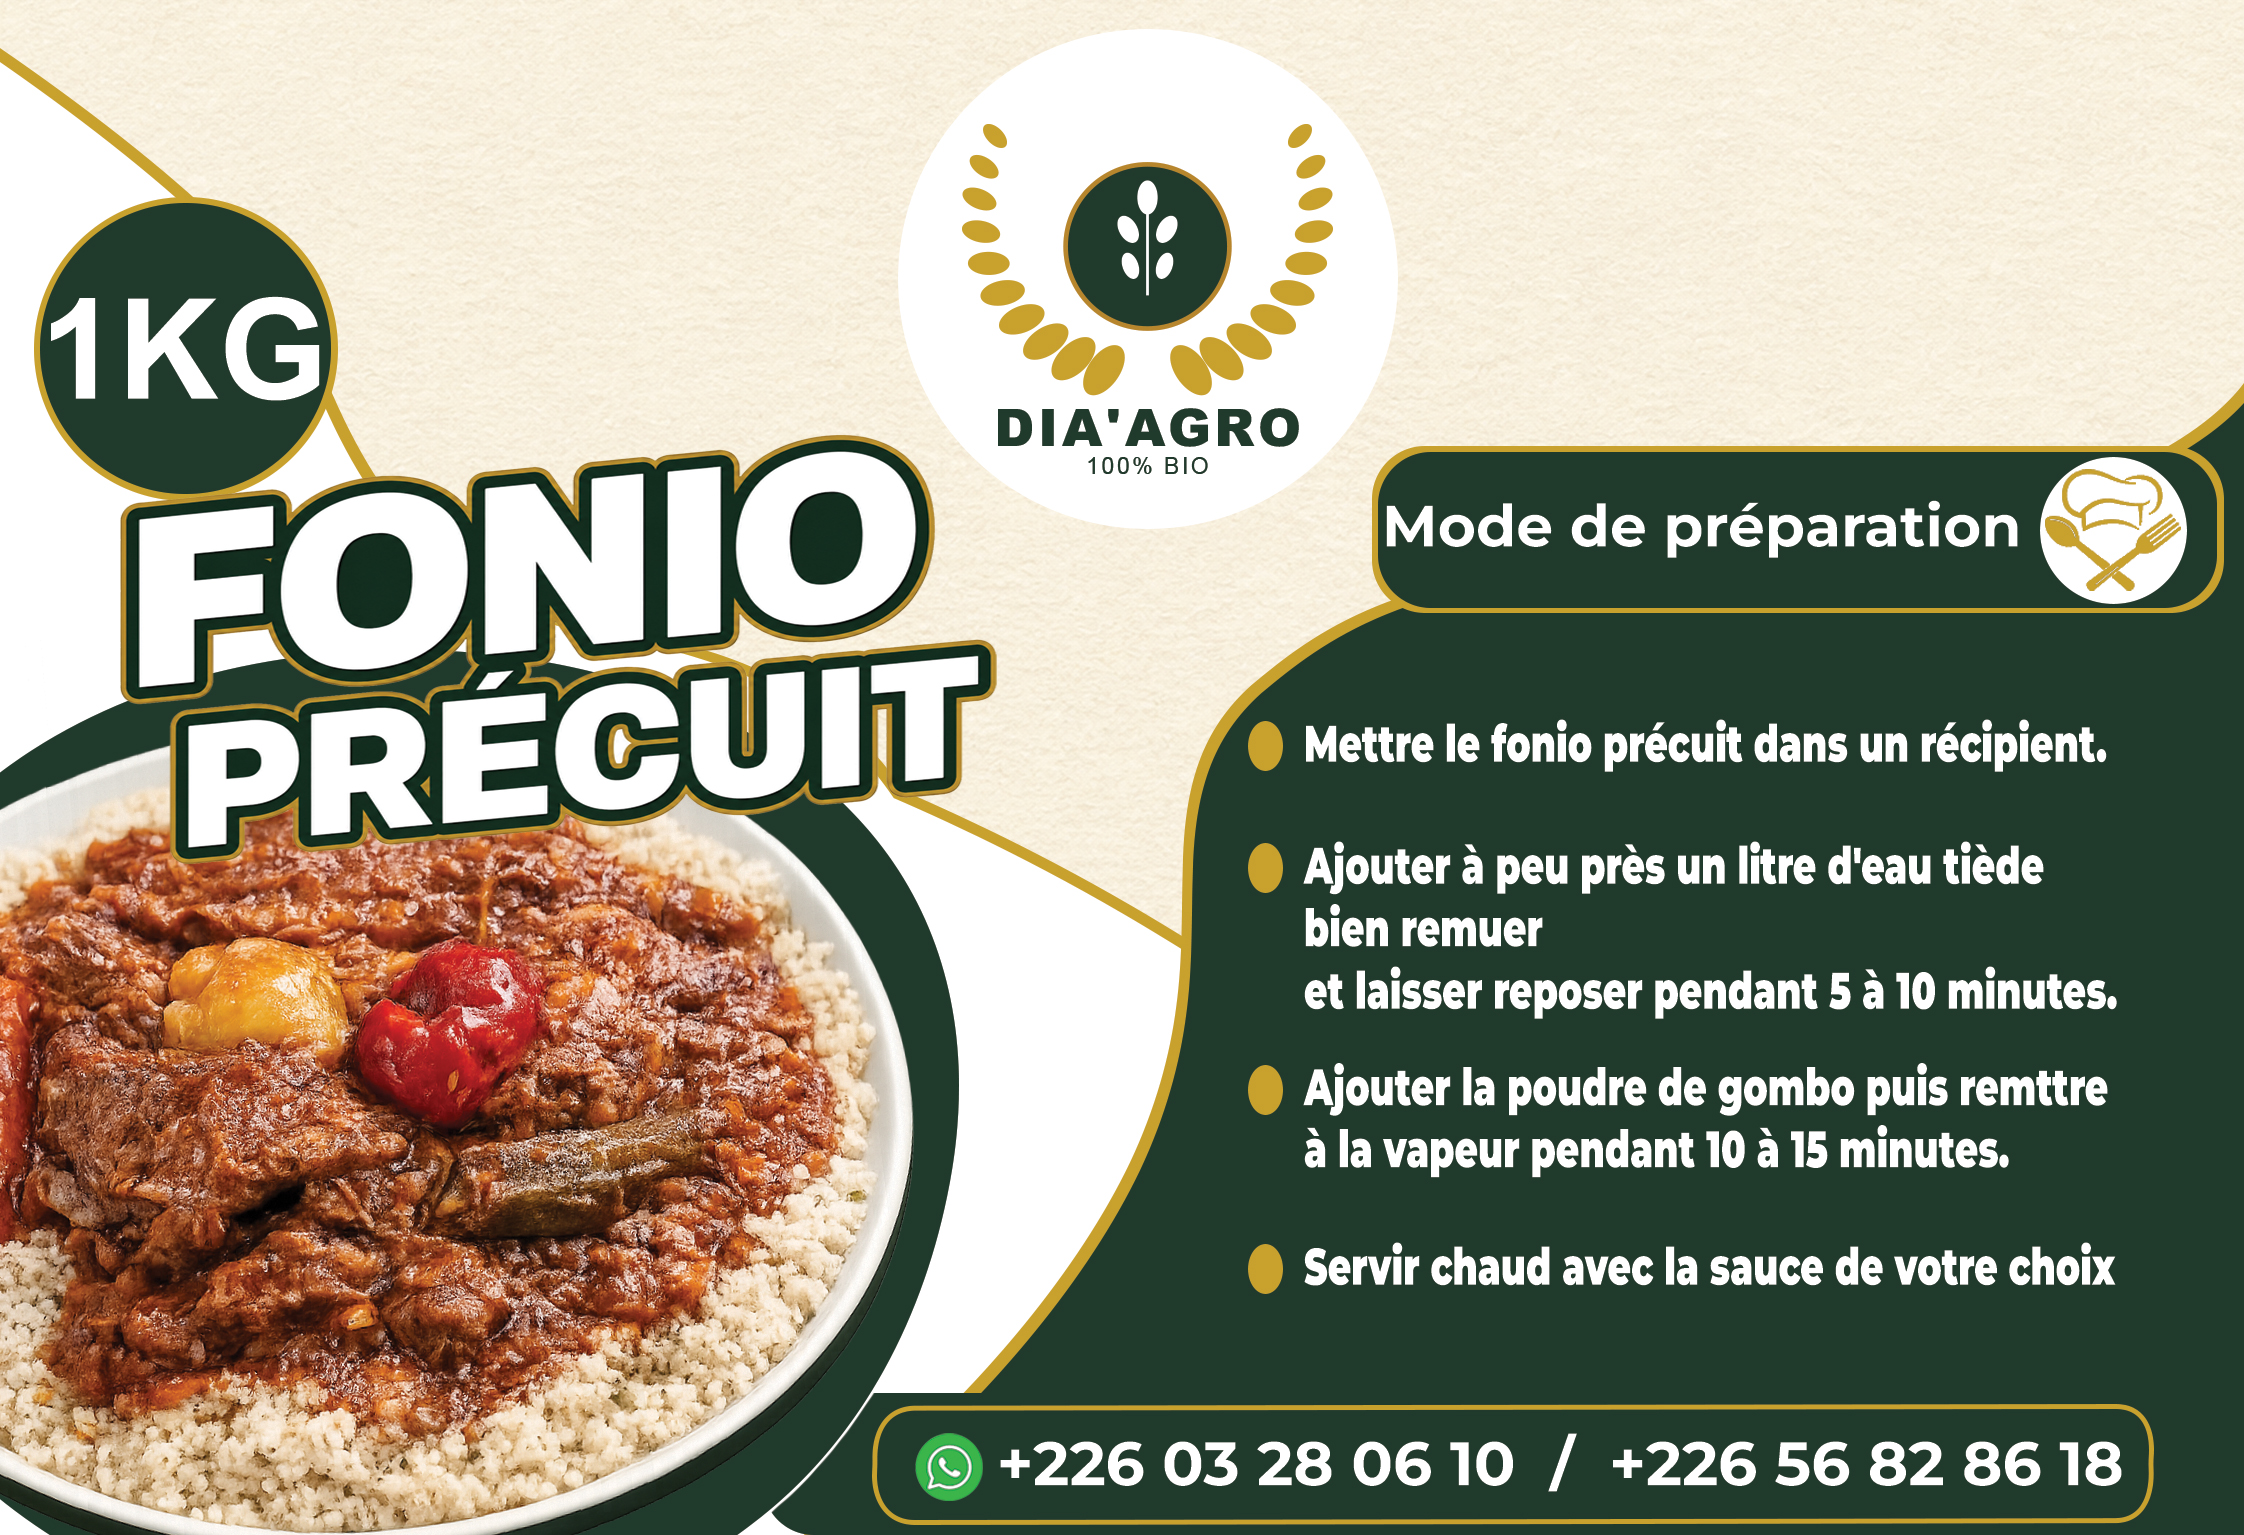 1KG
FONIO
PRÉCUIT
DIA'AGRO
100% BIO
Mode de préparation
Mettre le fonio précuit dans un récipient.
Ajouter à peu près un litre d'eau tiède
bien remuer
et laisser reposer pendant 5 à 10 minutes.
Ajouter la poudre de gombo puis remttre
à la vapeur pendant 10 à 15 minutes.
Servir chaud avec la sauce de votre choix
+226 03 28 06 10 / +226 56 82 86 18